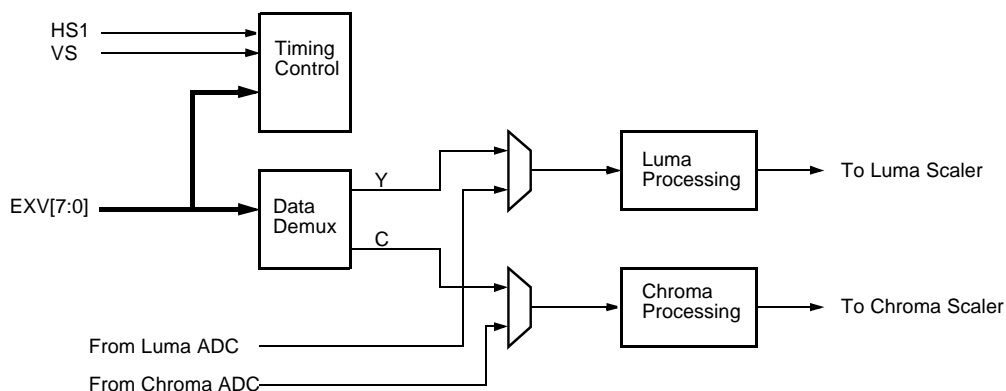 HS1
VS
Timing
Control
EXV[7:0]
Data
Demux
Y
C
Luma
Processing
To Luma Scaler
Chroma
Processing
To Chroma Scaler
From Luma ADC
From Chroma ADC